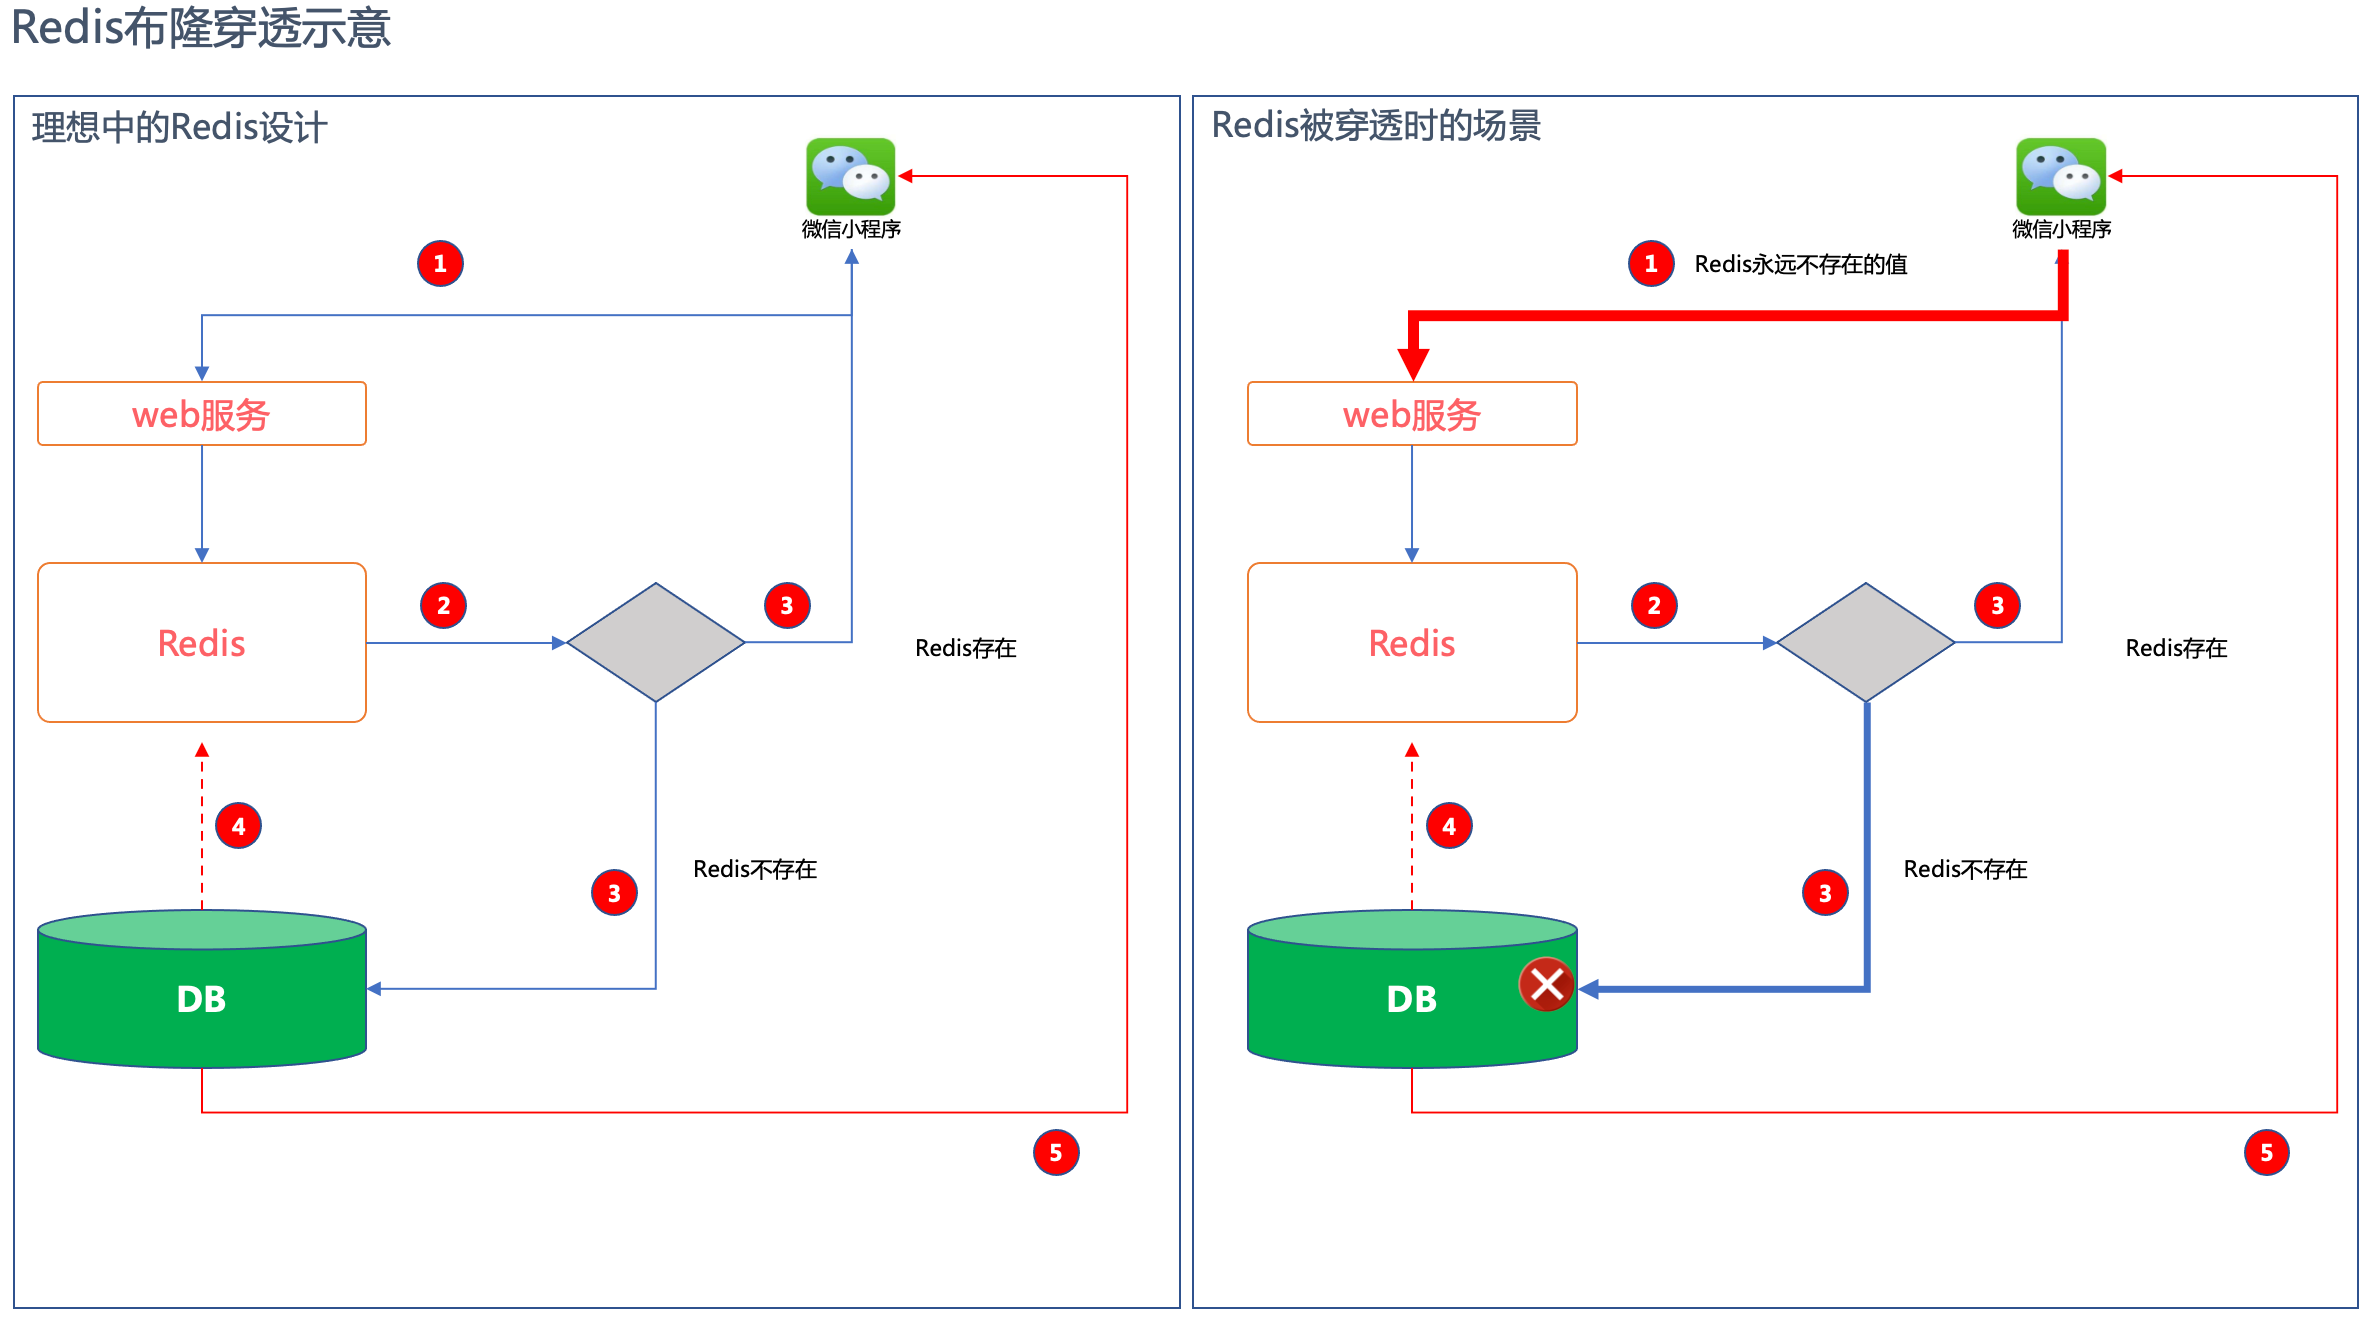 Redis布隆穿透示意
理想中的Redis设计
微信小程序
1
web服务
Redis
2
3
Redis存在
4
3
Redis不存在
DB
5
Redis被穿透时的场景
微信小程序
1
Redis永远不存在的值
web服务
Redis
2
3
Redis存在
4
3
Redis不存在
DB
5